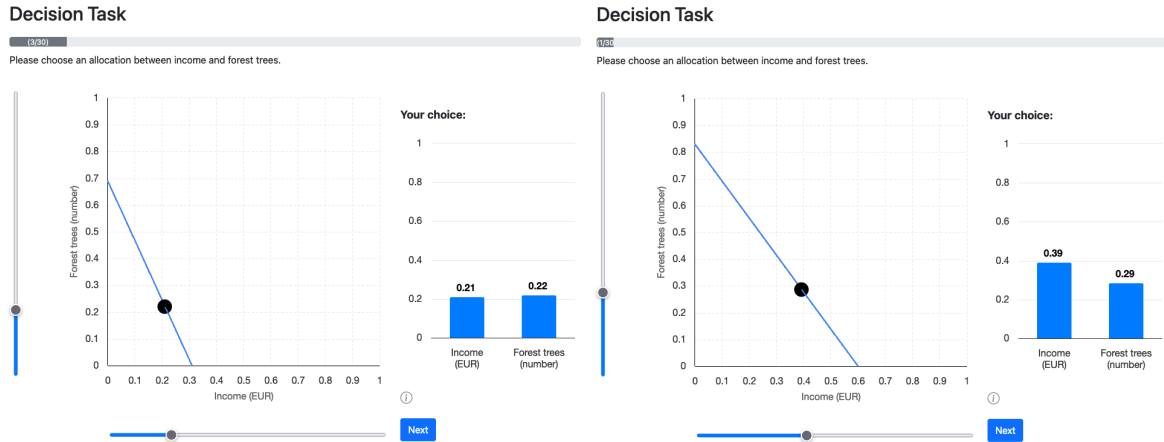 Decision Task
(3/30)
Please choose an allocation between income and forest trees.
1
0.9
0.8
0.7
0.6
0.5
0.4
0.3
0.2
0.1
0
Forest trees (number)
0 0.1 0.2 0.3 0.4 0.5 0.6 0.7 0.8 0.9 1
Income (EUR)
Your choice:
1
0.8
0.6
0.4
0.2
0
0.21
0.22
Income
(EUR)
Forest trees
(number)
i
Next
Decision Task
(1/30
Please choose an allocation between income and forest trees.
1
0.9
0.8
0.7
0.6
0.5
0.4
0.3
0.2
0.1
0
Forest trees (number)
0 0.1 0.2 0.3 0.4 0.5 0.6 0.7 0.8 0.9 1
Income (EUR)
Your choice:
1
0.8
0.6
0.4
0.2
0
0.39
0.29
Income
(EUR)
Forest trees
(number)
i
Next